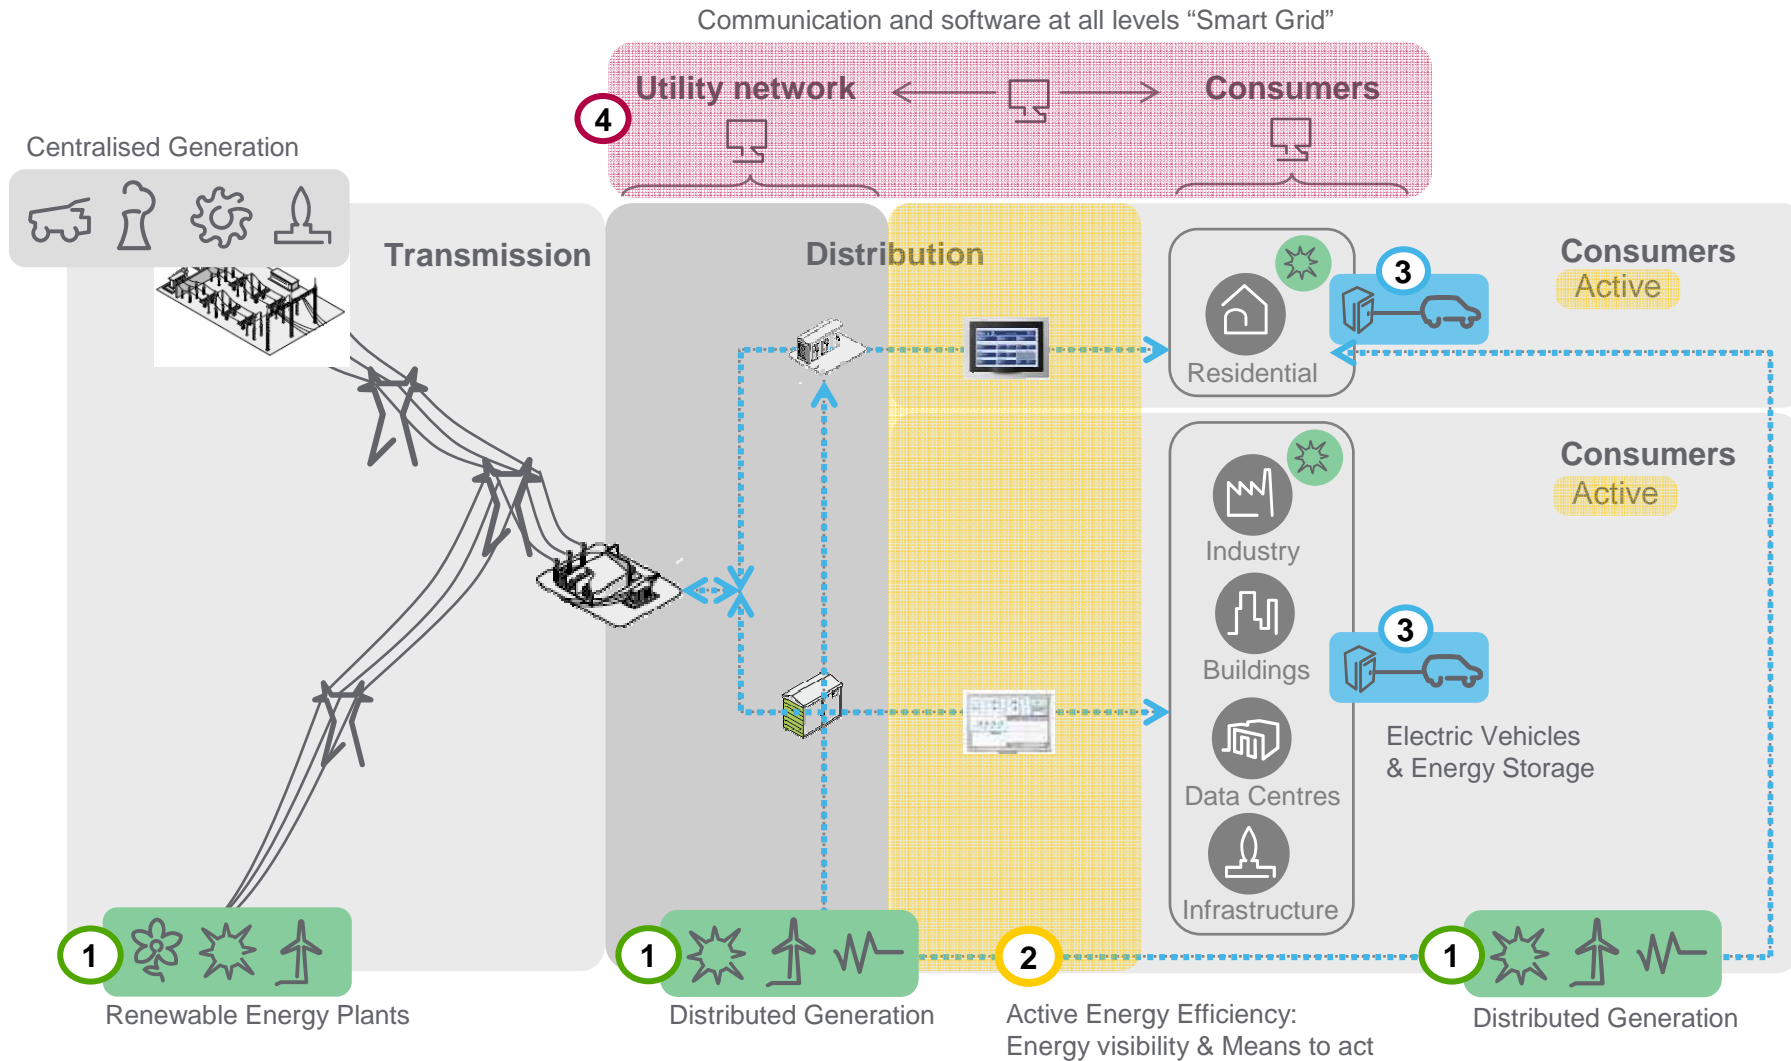 Communication and software at all levels “Smart Grid”
Utility network
Consumers
4
Centralised Generation
Transmission
Distribution
Consumers
Active
3
Residential
Consumers
Active
Industry
3
Buildings
Electric Vehicles
& Energy Storage
Data Centres
Infrastructure
1
1
2
1
Renewable Energy Plants
Distributed Generation
Active Energy Efficiency:
Energy visibility & Means to act
Distributed Generation